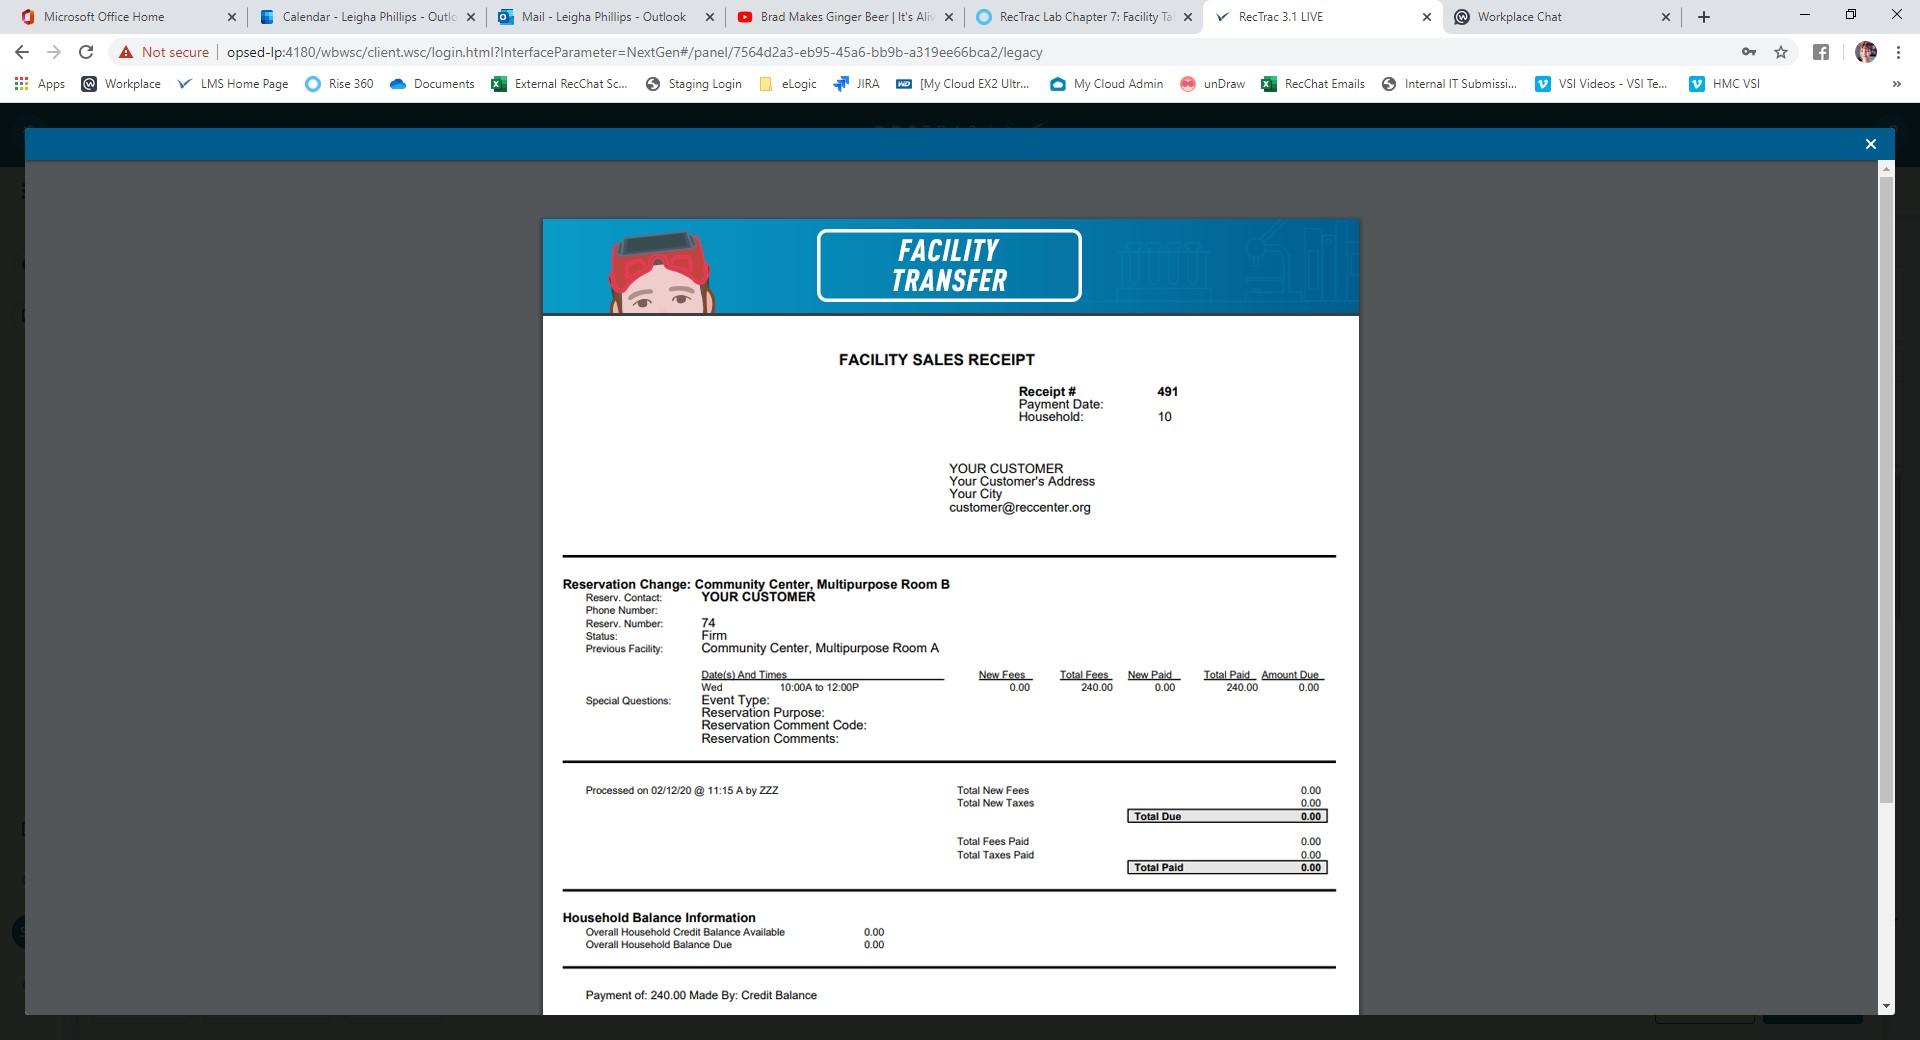 Microsoft Office Home
Calendar - Leigha Phillips - Outlo
Mail - Leigha Phillips - Outlook
Brad Makes Ginger Beer | It's Aliv
RecTrac Lab Chapter 7: Facility Ta
RecTrac 3.1 LIVE
Workplace Chat
Not secure
opsed-lp:4180/wbwsc/client.wsc/login.html?InterfaceParameter=NextGen#/panel/7564d2a3-eb95-45a6-bb9b-a319ee66bca2/legacy
Apps
Workplace
LMS Home Page
Rise 360
Documents
External RecChat Sc...
Staging Login
eLogic
JIRA
WD [My Cloud EX2 Ultr...
My Cloud Admin
unDraw
RecChat Emails
Internal IT Submissi...
VSI Videos - VSI Te...
HMC VSI
»
FACILITY
TRANSFER
FACILITY SALES RECEIPT
Receipt # 491
Payment Date:
Household: 10
YOUR CUSTOMER
Your Customer's Address
Your City
customer@reccenter.org
Reservation Change: Community Center, Multipurpose Room B
Reserv. Contact: YOUR CUSTOMER
Phone Number:
Reserv. Number: 74
Status: Firm
Previous Facility: Community Center, Multipurpose Room A
Date(s) And Times New Fees Total Fees New Paid Total Paid Amount Due
Wed 10:00A to 12:00P 0.00 240.00 0.00 240.00 0.00
Special Questions: Event Type:
Reservation Purpose:
Reservation Comment Code:
Reservation Comments:
Processed on 02/12/20 @ 11:15 A by ZZZ
Total New Fees 0.00
Total New Taxes 0.00
Total Due 0.00
Total Fees Paid 0.00
Total Taxes Paid 0.00
Total Paid 0.00
Household Balance Information
Overall Household Credit Balance Available 0.00
Overall Household Balance Due 0.00
Payment of: 240.00 Made By: Credit Balance